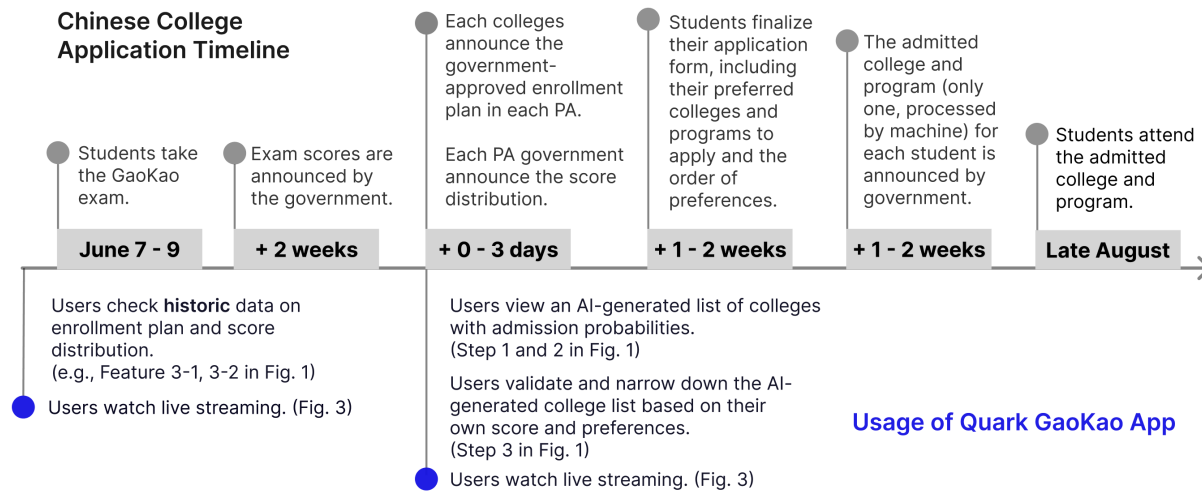 Chinese College
Application Timeline
Students take
the GaoKao
exam.
June 7 - 9
Exam scores are
announced by
the government.
+ 2 weeks
Each colleges
announce the
government-
approved enrollment
plan in each PA.
Each PA government
announce the score
distribution.
+ 0 - 3 days
Students finalize
their application
form, including
their preferred
colleges and
programs to
apply and the
order of
preferences.
+ 1 - 2 weeks
The admitted
college and
program (only
one, processed
by machine) for
each student is
announced by
government.
+ 1 - 2 weeks
Students attend
the admitted
college and
program.
Late August
Users check historic data on
enrollment plan and score
distribution.
(e.g., Feature 3-1, 3-2 in Fig. 1)
Users watch live streaming. (Fig. 3)
Users view an AI-generated list of colleges
with admission probabilities.
(Step 1 and 2 in Fig. 1)
Users validate and narrow down the AI-
generated college list based on their
own score and preferences.
(Step 3 in Fig. 1)
Users watch live streaming. (Fig. 3)
Usage of Quark GaoKao App